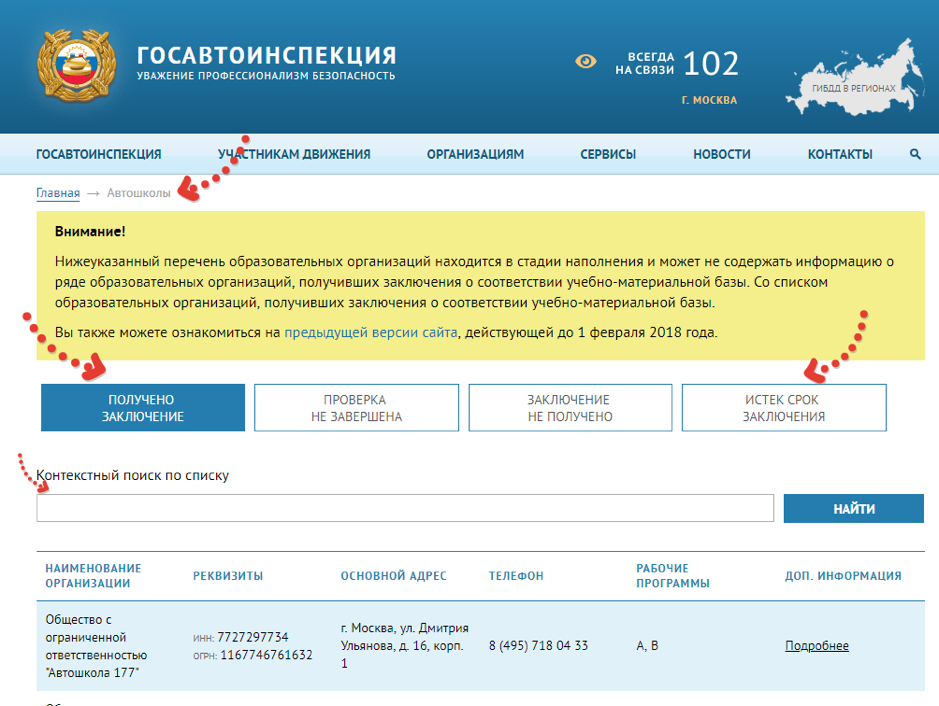 ГОСАВТОИНСПЕКЦИЯ
УВАЖЕНИЕ ПРОФЕССИОНАЛИЗМ БЕЗОПАСНОСТЬ
ВСЕГДА
НА СВЯЗИ 102
Г. МОСКВА
ГИБДД В РЕГИОНАХ
ГОСАВТОИНСПЕКЦИЯ УЧАСТНИКАМ ДВИЖЕНИЯ ОРГАНИЗАЦИЯМ СЕРВИСЫ НОВОСТИ КОНТАКТЫ
Главная → Автошколы
Внимание!
Нижеуказанный перечень образовательных организаций находится в стадии наполнения и может не содержать информацию о
ряде образовательных организаций, получивших заключения о соответствии учебно-материальной базы. Со списком
образовательных организаций, получивших заключения о соответствии учебно-материальной базы.
Вы также можете ознакомиться на предыдущей версии сайта, действующей до 1 февраля 2018 года.
ПОЛУЧЕНО
ЗАКЛЮЧЕНИЕ
ПРОВЕРКА
НЕ ЗАВЕРШЕНА
ЗАКЛЮЧЕНИЕ
НЕ ПОЛУЧЕНО
ИСТЕК СРОК
ЗАКЛЮЧЕНИЯ
Контекстный поиск по списку
НАЙТИ
НАИМЕНОВАНИЕ
ОРГАНИЗАЦИИ
РЕКВИЗИТЫ
ОСНОВНОЙ АДРЕС
ТЕЛЕФОН
РАБОЧИЕ
ПРОГРАММЫ
ДОП. ИНФОРМАЦИЯ
Общество с
ограниченной
ответственностью
"Автошкола 177"
ИНН: 7727297734
ОГРН: 1167746761632
г. Москва, ул. Дмитрия
Ульянова, д. 16, корп.
1
8 (495) 718 04 33
A, B
Подробнее